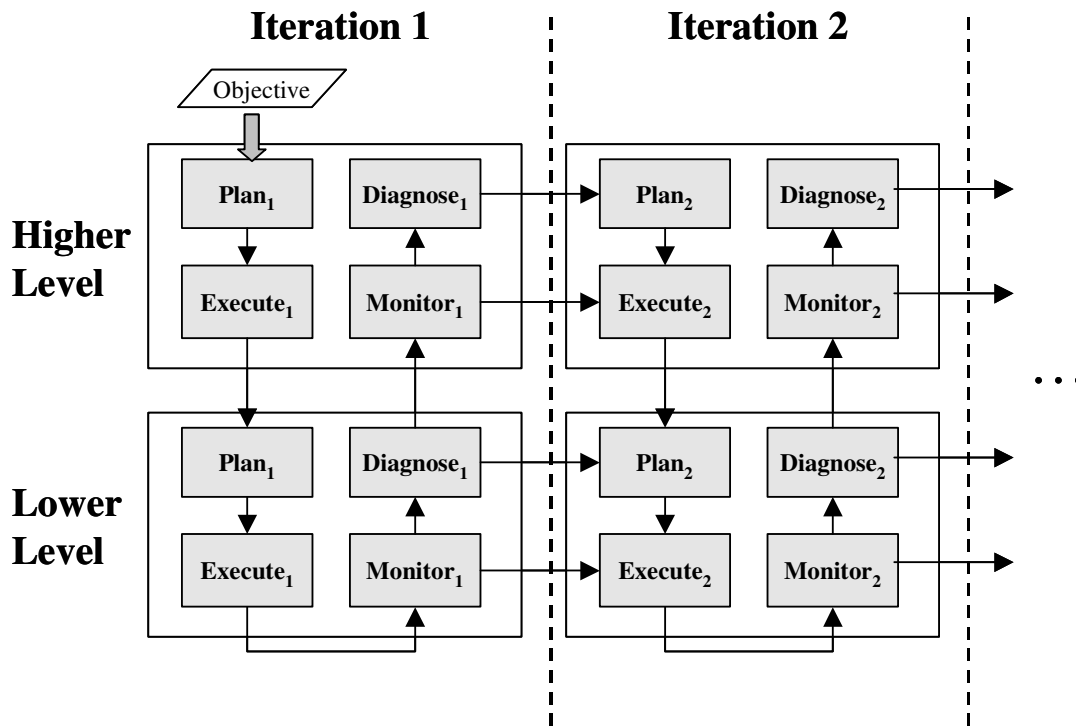 Iteration 1 Iteration 2
Objective
Higher
Level
Plan₁ Diagnose₁ Plan₂ Diagnose₂
Execute₁ Monitor₁ Execute₂ Monitor₂
. . .
Lower
Level
Plan₁ Diagnose₁ Plan₂ Diagnose₂
Execute₁ Monitor₁ Execute₂ Monitor₂